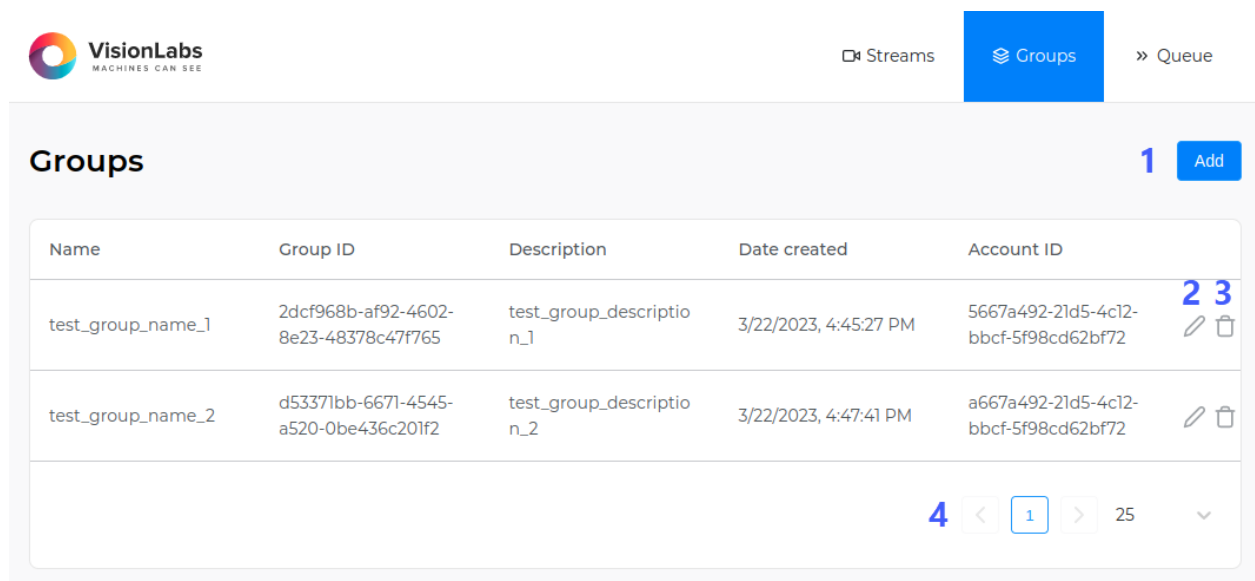 VisionLabs
MACHINES CAN SEE
Streams
Groups
Queue
Groups
1
Add
Name
Group ID
Description
Date created
Account ID
2 3
test_group_name_1
2dcf968b-af92-4602-
8e23-48378c47f765
test_group_descriptio
n_1
3/22/2023, 4:45:27 PM
5667a492-21d5-4c12-
bbcf-5f98cd62bf72
test_group_name_2
d53371bb-6671-4545-
a520-0be436c201f2
test_group_descriptio
n_2
3/22/2023, 4:47:41 PM
a667a492-21d5-4c12-
bbcf-5f98cd62bf72
4
1
25